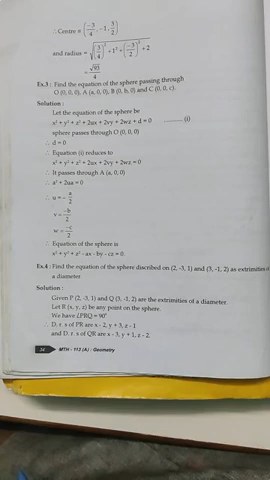 ∴ Centre ≡ (-3/4, -1, 3/2)
and radius = √((3/4)² + 1² + (-3/2)² + 2
= √93/4
Ex.3 : Find the equation of the sphere passing through
O (0, 0, 0), A (a, 0, 0), B (0, b, 0) and C (0, 0, c).
Solution :
Let the equation of the sphere be
x² + y² + z² + 2ux + 2vy + 2wz + d = 0 .......... (i)
sphere passes through O (0, 0, 0)
∴ d = 0
∴ Equation (i) reduces to
x² + y² + z² + 2ux + 2vy + 2wz = 0
∴ It passes through A (a, 0, 0)
∴ a² + 2ua = 0
∴ u = - a/2
v = -b/2
w = -c/2
∴ Equation of the sphere is
x² + y² + z² - ax - by - cz = 0.
Ex.4 : Find the equation of the sphere discribed on (2, -3, 1) and (3, -1, 2) as extrimities of
a diameter
Solution :
Given P (2, -3, 1) and Q (3, -1, 2) are the extrimities of a diameter.
Let R (x, y, z) be any point on the sphere.
We have ∠PRQ = 90°
∴ D. r. s of PR are x - 2, y + 3, z - 1
and D. r. s of QR are x - 3, y + 1, z - 2.
34 MTH - 112 (A) : Geometry